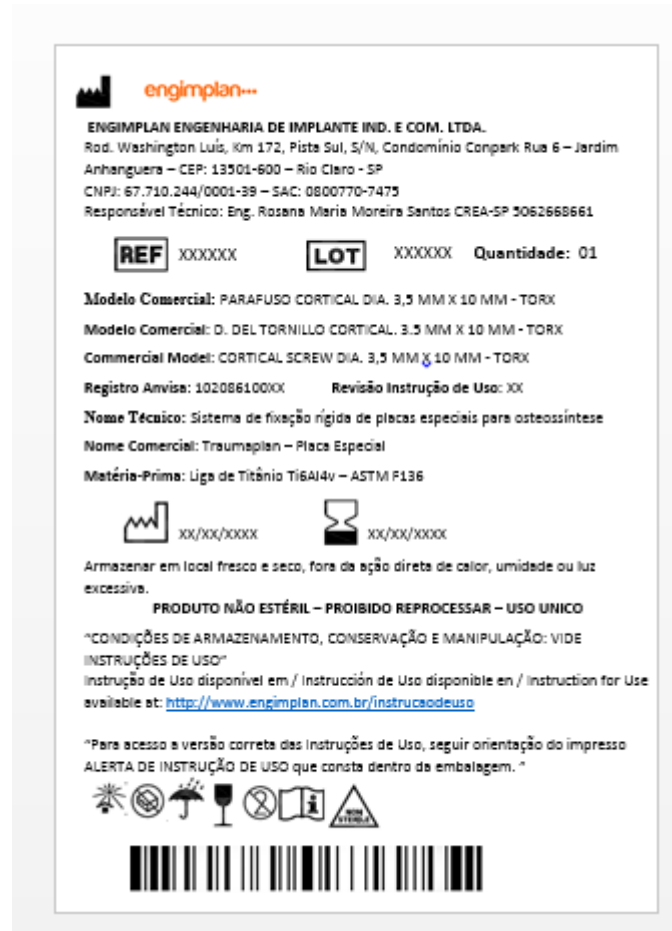 engimplan
ENGIMPLAN ENGENHARIA DE IMPLANTE IND. E COM. LTDA.
Rod. Washington Luís, Km 172, Pista Sul, S/N, Condomínio Conpark Rua 6 – Jardim
Anhanguera – CEP: 13501-600 – Rio Claro - SP
CNPJ: 67.710.244/0001-39 – SAC: 0800770-7475
Responsável Técnico: Eng. Rosana Maria Moreira Santos CREA-SP 5062668661
REF XXXXXX LOT XXXXXX Quantidade: 01
Modelo Comercial: PARAFUSO CORTICAL DIA. 3,5 MM X 10 MM - TORX
Modelo Comercial: D. DEL TORNILLO CORTICAL. 3.5 MM X 10 MM - TORX
Commercial Model: CORTICAL SCREW DIA. 3,5 MM X 10 MM - TORX
Registro Anvisa: 102086100XX Revisão Instrução de Uso: XX
Nome Técnico: Sistema de fixação rígida de placas especiais para osteossíntese
Nome Comercial: Traumaplan – Placa Especial
Matéria-Prima: Liga de Titânio Ti6Al4v – ASTM F136
xx/xx/xxxx xx/xx/xxxx
Armazenar em local fresco e seco, fora da ação direta de calor, umidade ou luz
excessiva.
PRODUTO NÃO ESTÉRIL – PROIBIDO REPROCESSAR – USO UNICO
"CONDIÇÕES DE ARMAZENAMENTO, CONSERVAÇÃO E MANIPULAÇÃO: VIDE
INSTRUÇÕES DE USO"
Instrução de Uso disponível em / Instrucción de Uso disponible en / Instruction for Use
available at: http://www.engimplan.com.br/instrucaodeuso
"Para acesso a versão correta das Instruções de Uso, seguir orientação do impresso
ALERTA DE INSTRUÇÃO DE USO que consta dentro da embalagem. "
2 i NON STERILE